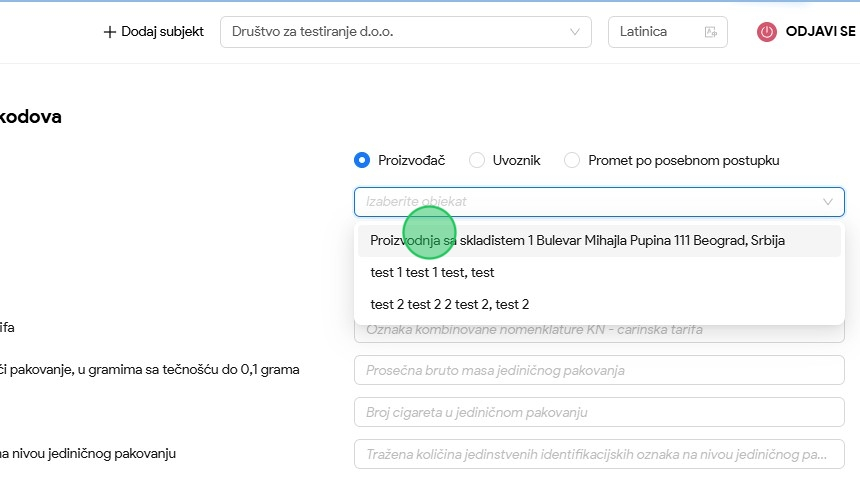 + Dodaj subjekt
Društvo za testiranje d.o.o.
Latinica
ODJAVI SE
kodova
Proizvođač
Uvoznik
Promet po posebnom postupku
Izaberite objekat
Proizvodnja sa skladistem 1 Bulevar Mihajla Pupina 111 Beograd, Srbija
test 1 test 1 test, test
test 2 test 2 2 test 2, test 2
ifa
Oznaka kombinovane nomenklature KN - carinska tarifa
ći pakovanje, u gramima sa tečnošću do 0,1 grama
Prosečna bruto masa jediničnog pakovanja
Broj cigareta u jediničnom pakovanju
na nivou jediničnog pakovanju
Tražena količina jedinstvenih identifikacijskih oznaka na nivou jediničnog pa...